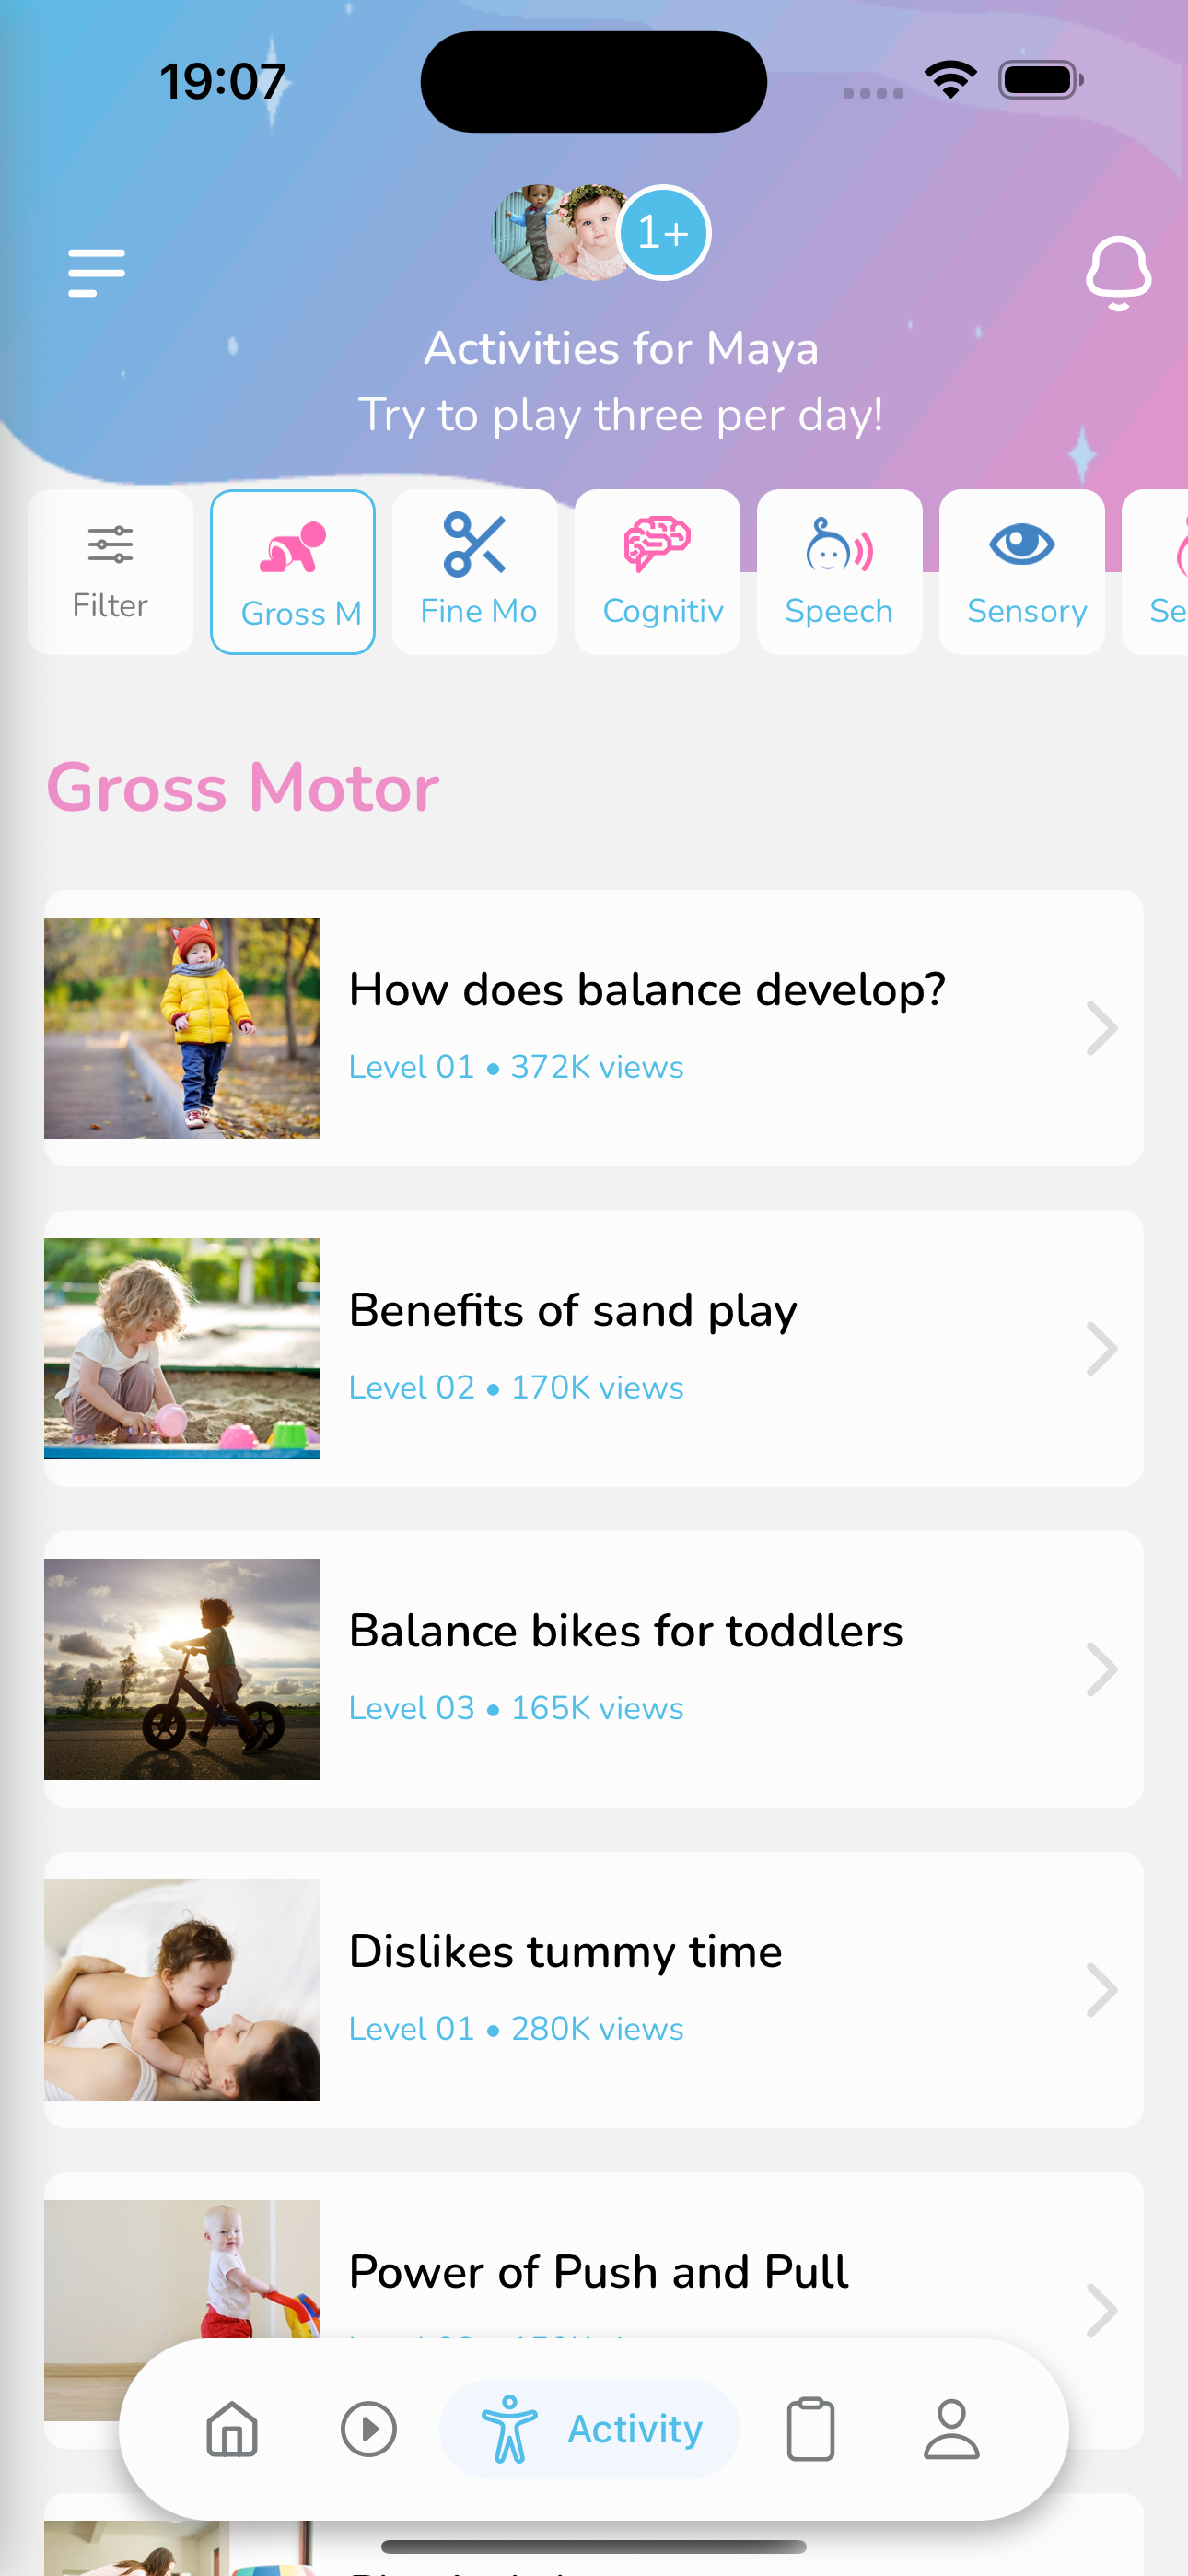 19:07
1+
Activities for Maya
Try to play three per day!
Filter
Gross M
Fine Mo
Cognitiv
Speech
Sensory
Se
Gross Motor
How does balance develop?
Level 01 • 372K views
Benefits of sand play
Level 02 • 170K views
Balance bikes for toddlers
Level 03 • 165K views
Dislikes tummy time
Level 01 • 280K views
Power of Push and Pull
Activity